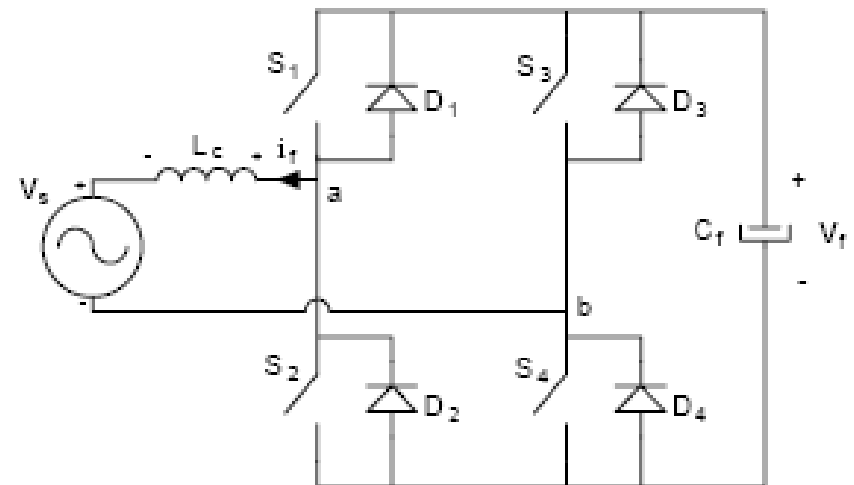 S1
D1
S3
D3
- Lc + if
a
Vs
+
-
Cf
+
Vf
-
b
S2
D2
S4
D4